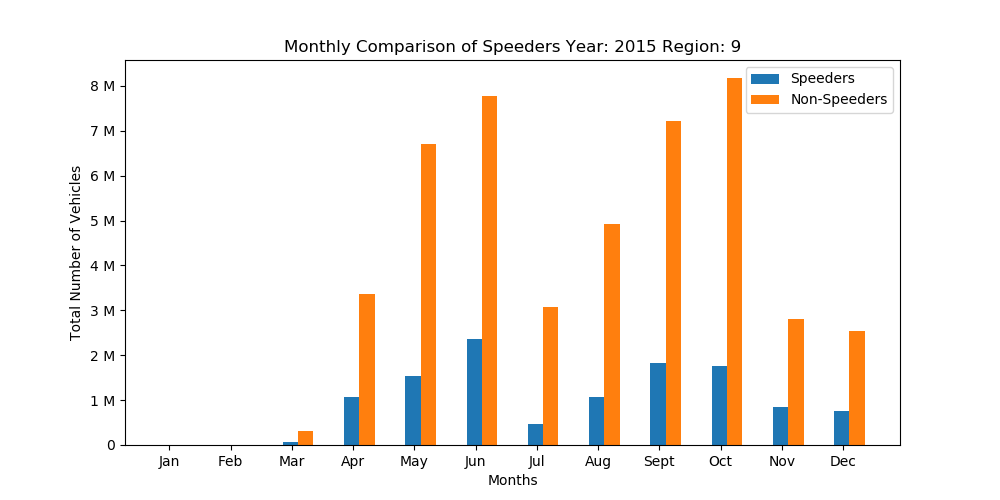 Monthly Comparison of Speeders Year: 2015 Region: 9
Speeders
Non-Speeders
8 M
7 M
6 M
5 M
4 M
3 M
2 M
1 M
0
Total Number of Vehicles
Jan Feb Mar Apr May Jun Jul Aug Sept Oct Nov Dec
Months